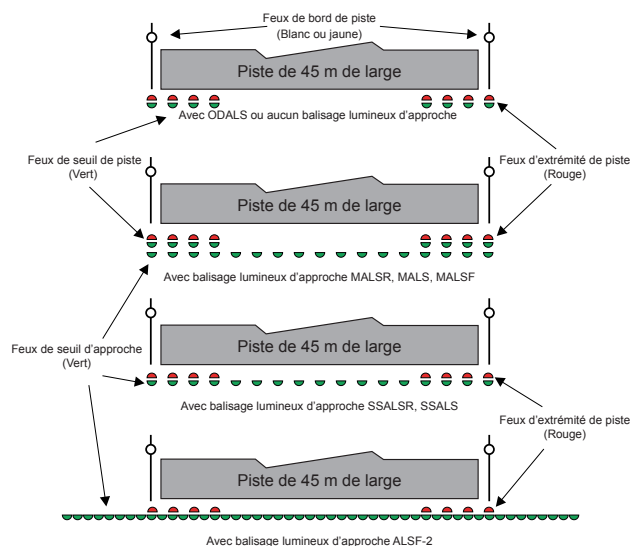 Feux de bord de piste
(Blanc ou jaune)
Piste de 45 m de large
Avec ODALS ou aucun balisage lumineux d'approche
Feux de seuil de piste
(Vert)
Feux d'extrémité de piste
(Rouge)
Piste de 45 m de large
Avec balisage lumineux d'approche MALSR, MALS, MALSF
Feux de seuil d'approche
(Vert)
Piste de 45 m de large
Avec balisage lumineux d'approche SSALSR, SSALS
Feux d'extrémité de piste
(Rouge)
Piste de 45 m de large
Avec balisage lumineux d'approche ALSF-2